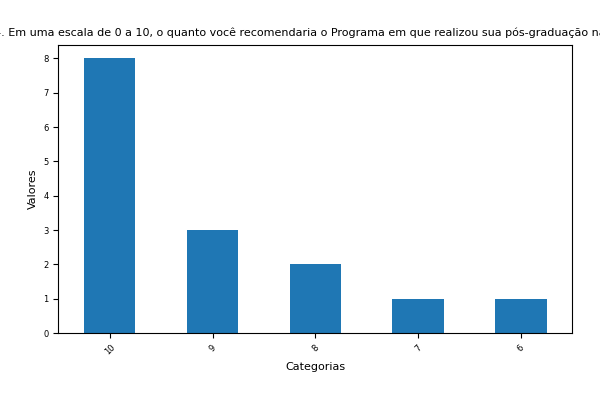 . Em uma escala de 0 a 10, o quanto você recomendaria o Programa em que realizou sua pós-graduação
8
7
6
5
4
3
2
1
0
Valores
10 9 8 7 6
Categorias